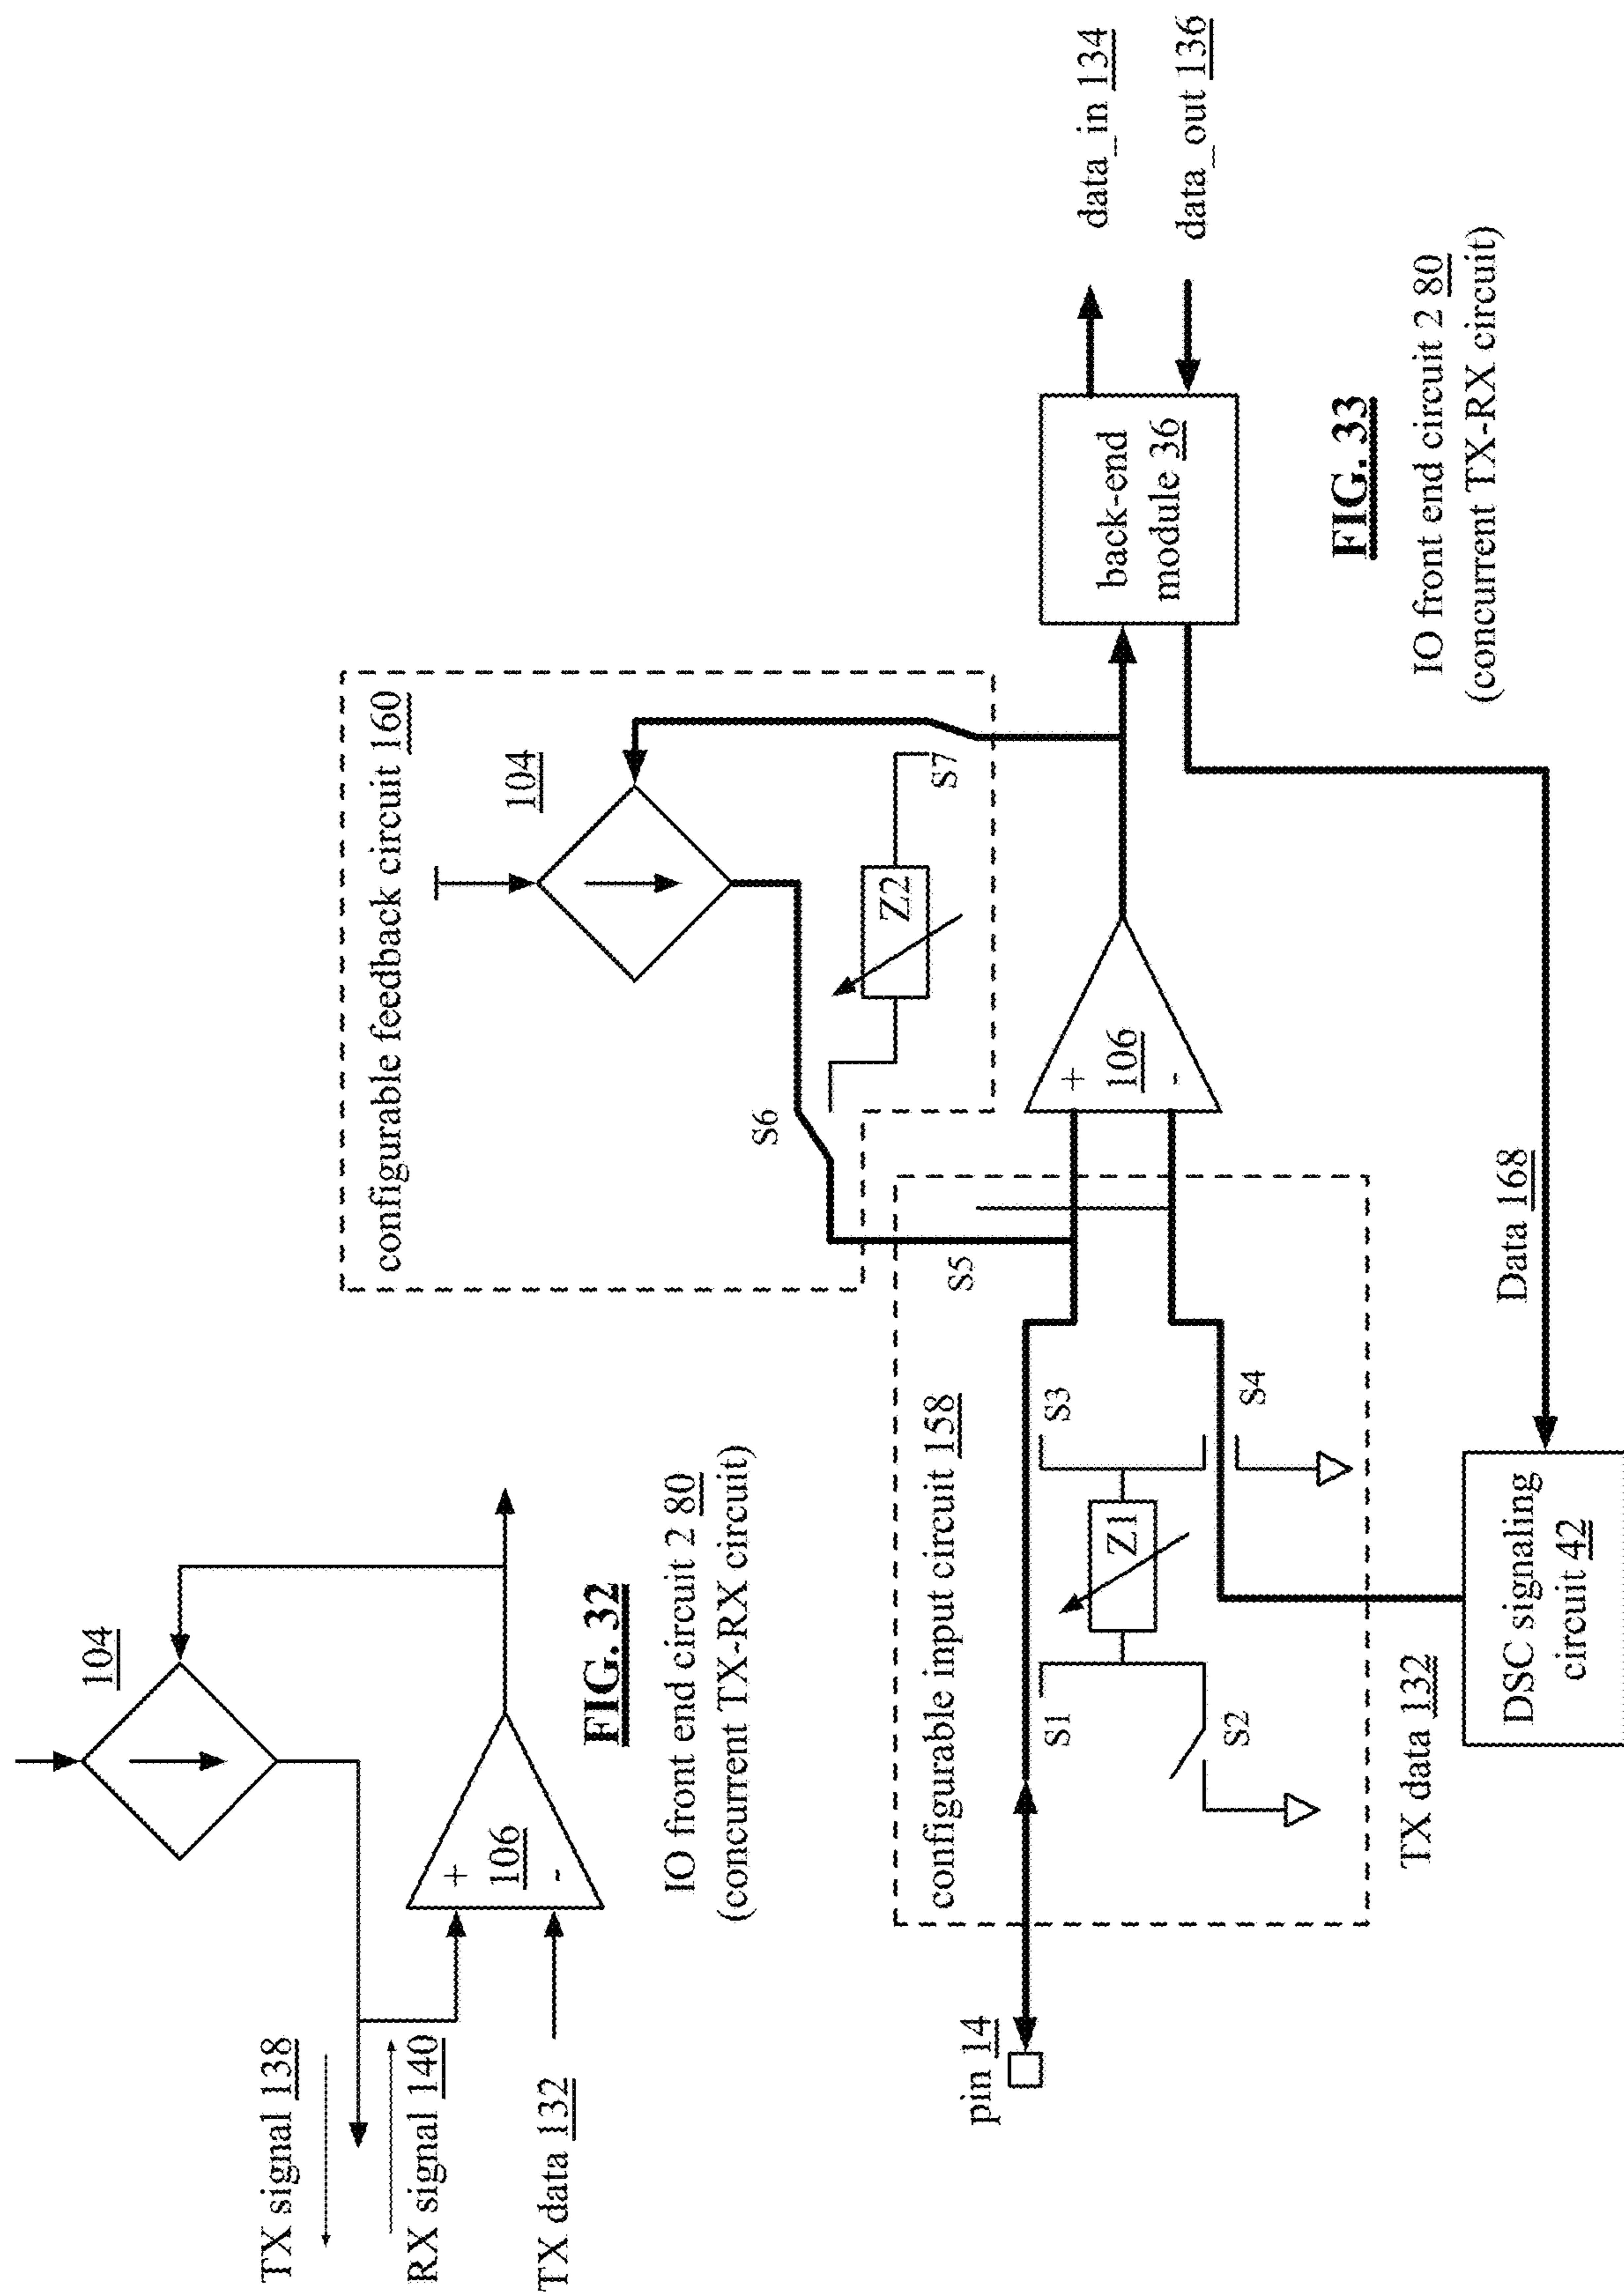 104
TX signal 138
RX signal 140
TX data 132
+
106
-
FIG. 32
IO front end circuit 2 80
(concurrent TX-RX circuit)
configurable feedback circuit 160
104
S6
Z2
S7
S5
configurable input circuit 158
pin 14
S1
Z1
S3
S2
S4
+
106
-
back-end
module 36
data_in 134
data_out 136
TX data 132
DSC signaling
circuit 42
Data 168
FIG. 33
IO front end circuit 2 80
(concurrent TX-RX circuit)